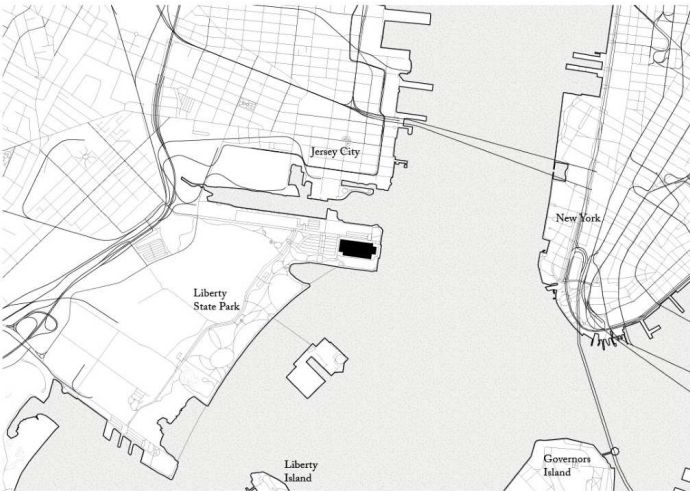 Jersey City
New York
Liberty
State Park
Liberty
Island
Governors
Island